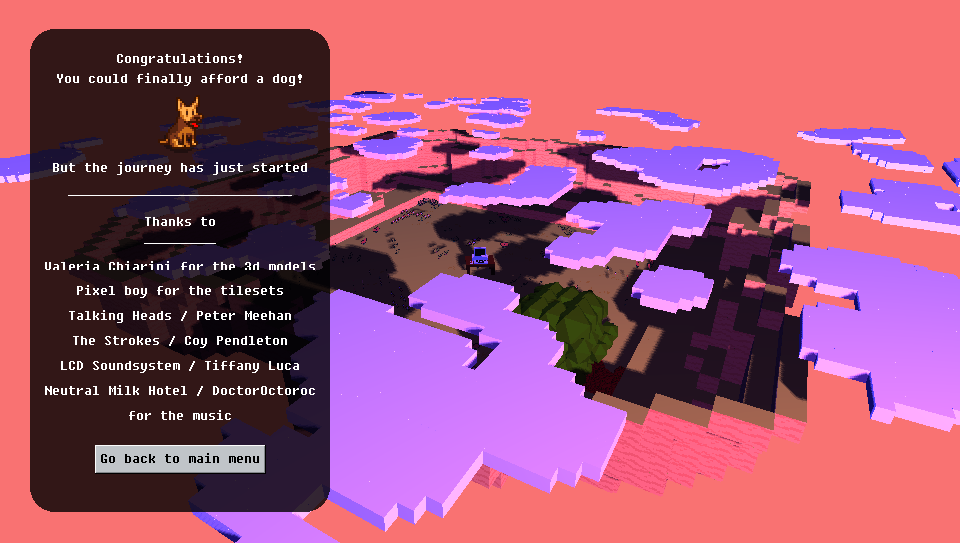 Congratulations!
You could finally afford a dog!
But the journey has just started
Thanks to
Valeria Chiarini for the 3d models
Pixel boy for the tilesets
Talking Heads / Peter Meehan
The Strokes / Coy Pendleton
LCD Soundsystem / Tiffany Luca
Neutral Milk Hotel / DoctorOctoroc
for the music
Go back to main menu